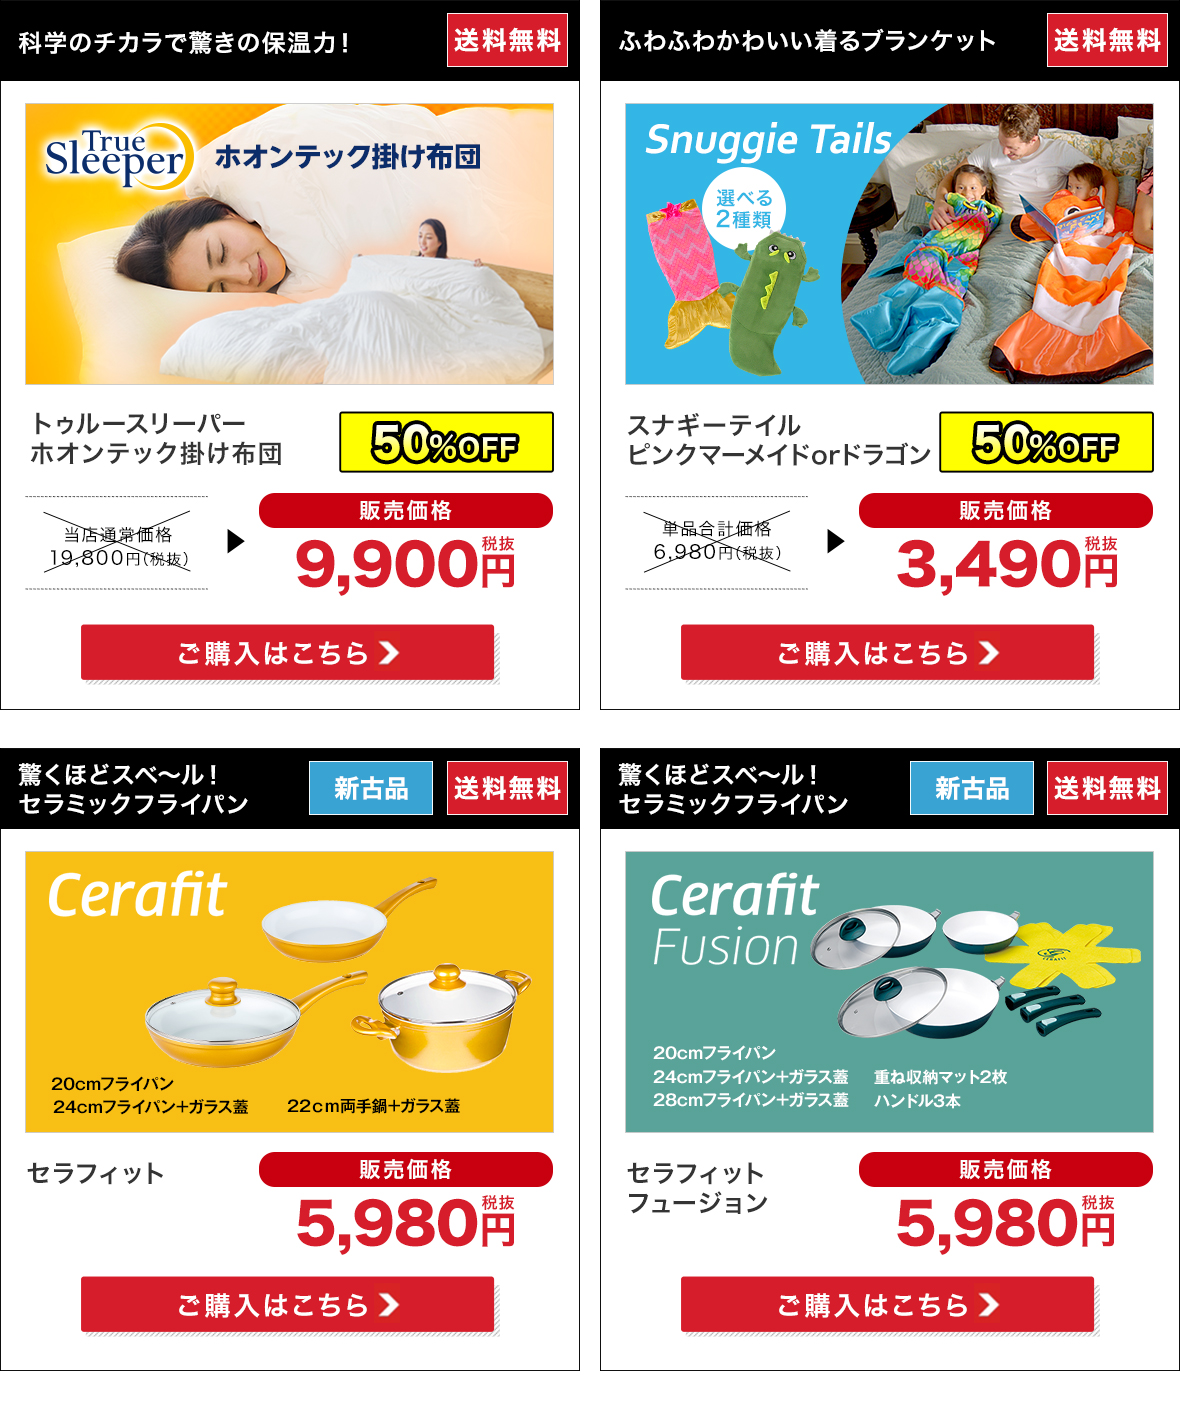 科学のチカラで驚きの保温力！
送料無料
True
Sleeper
ホオンテック掛け布団
トゥルースリーパー
ホオンテック掛け布団
50%OFF
当店通常価格
19,800円(税抜)
販売価格
9,900円 税抜
ご購入はこちら
ふわふわかわいい着るブランケット
送料無料
Snuggie Tails
選べる
2種類
スナギーテイル
ピンクマーメイドorドラゴン
50%OFF
単品合計価格
6,980円(税抜)
販売価格
3,490円 税抜
ご購入はこちら
驚くほどスベ〜ル！
セラミックフライパン
新古品
送料無料
Cerafit
20cmフライパン
24cmフライパン+ガラス蓋
22cm両手鍋+ガラス蓋
セラフィット
販売価格
5,980円 税抜
ご購入はこちら
驚くほどスベ〜ル！
セラミックフライパン
新古品
送料無料
Cerafit
Fusion
CERAFIT
20cmフライパン
24cmフライパン+ガラス蓋
28cmフライパン+ガラス蓋
重ね収納マット2枚
ハンドル3本
セラフィット
フュージョン
販売価格
5,980円 税抜
ご購入はこちら